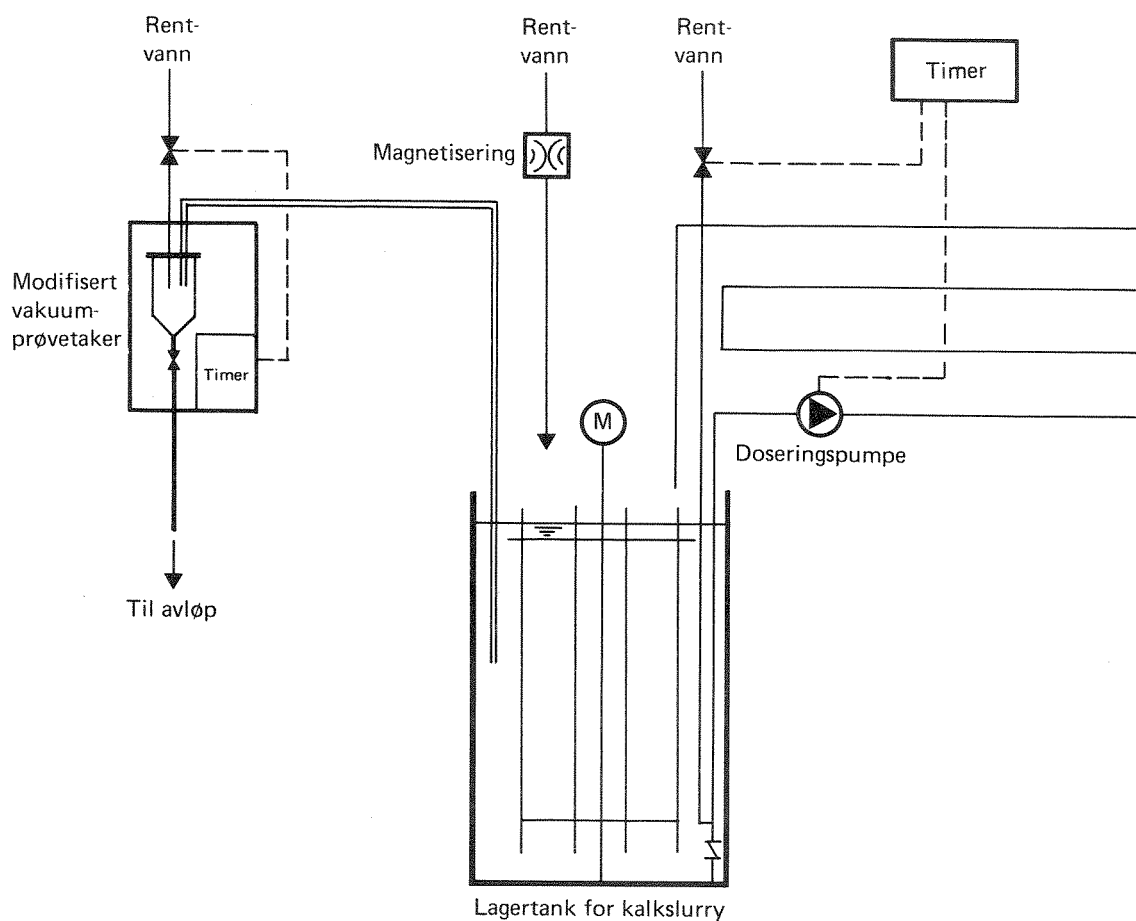 Rent-
vann
Rent-
vann
Rent-
vann
Timer
Magnetisering
Modifisert
vakuum-
prøvetaker
Timer
M
Doseringspumpe
Til avløp
Lagertank for kalkslurry